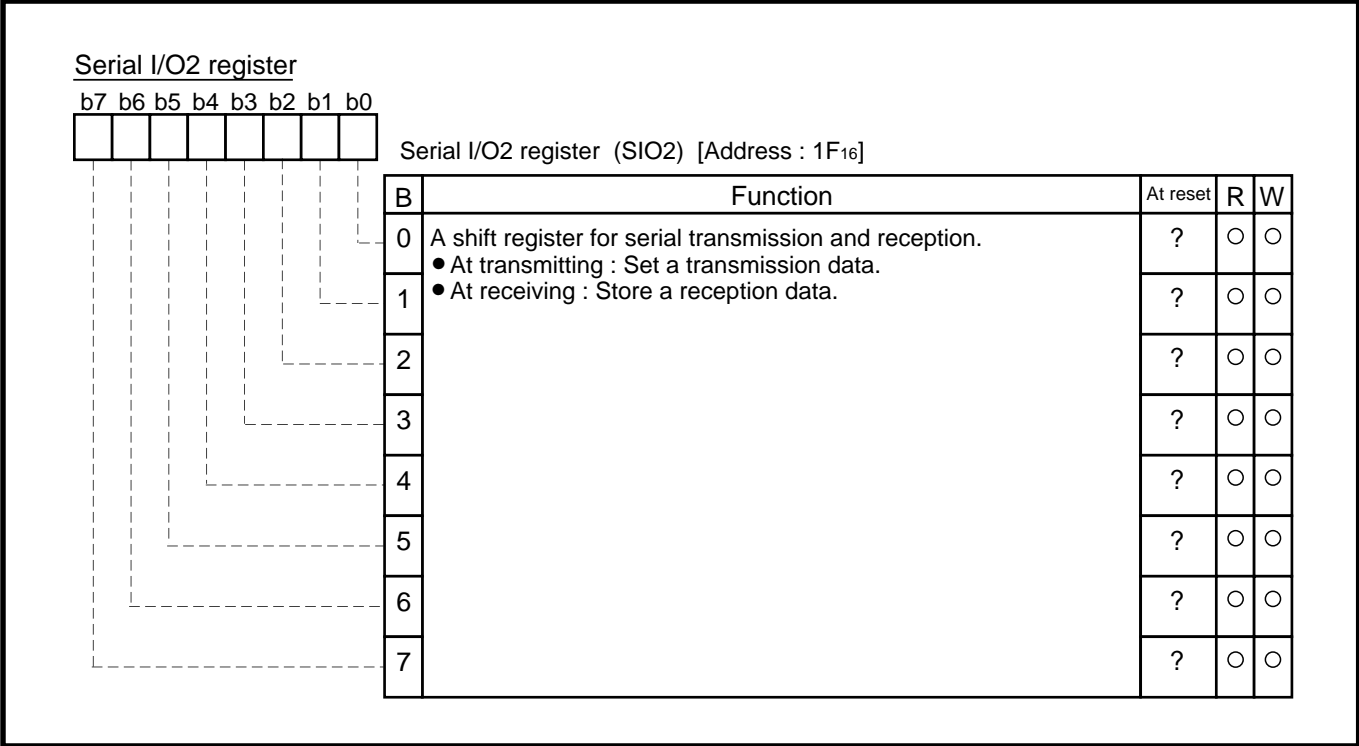 Serial I/O2 register
b7 b6 b5 b4 b3 b2 b1 b0
Serial I/O2 register (SIO2) [Address : 1F16]
B Function At reset R W
0 A shift register for serial transmission and reception. ? ○ ○
● At transmitting : Set a transmission data.
1 ● At receiving : Store a reception data. ? ○ ○
2 ? ○ ○
3 ? ○ ○
4 ? ○ ○
5 ? ○ ○
6 ? ○ ○
7 ? ○ ○